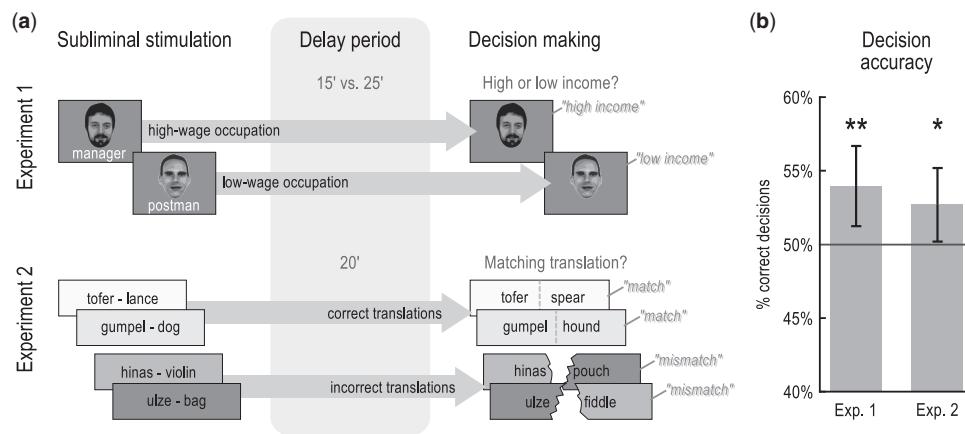 (a)
Subliminal stimulation
Delay period
Decision making
Experiment 1
15' vs. 25'
High or low income?
"high income"
manager
high-wage occupation
"low income"
postman
low-wage occupation
Experiment 2
20'
Matching translation?
tofer - lance
correct translations
tofer spear
"match"
gumpel - dog
gumpel hound
"match"
hinas - violin
incorrect translations
hinas pouch
"mismatch"
ulze - bag
ulze fiddle
"mismatch"
(b)
Decision
accuracy
% correct decisions
60%
55%
50%
45%
40%
**
*
Exp. 1
Exp. 2